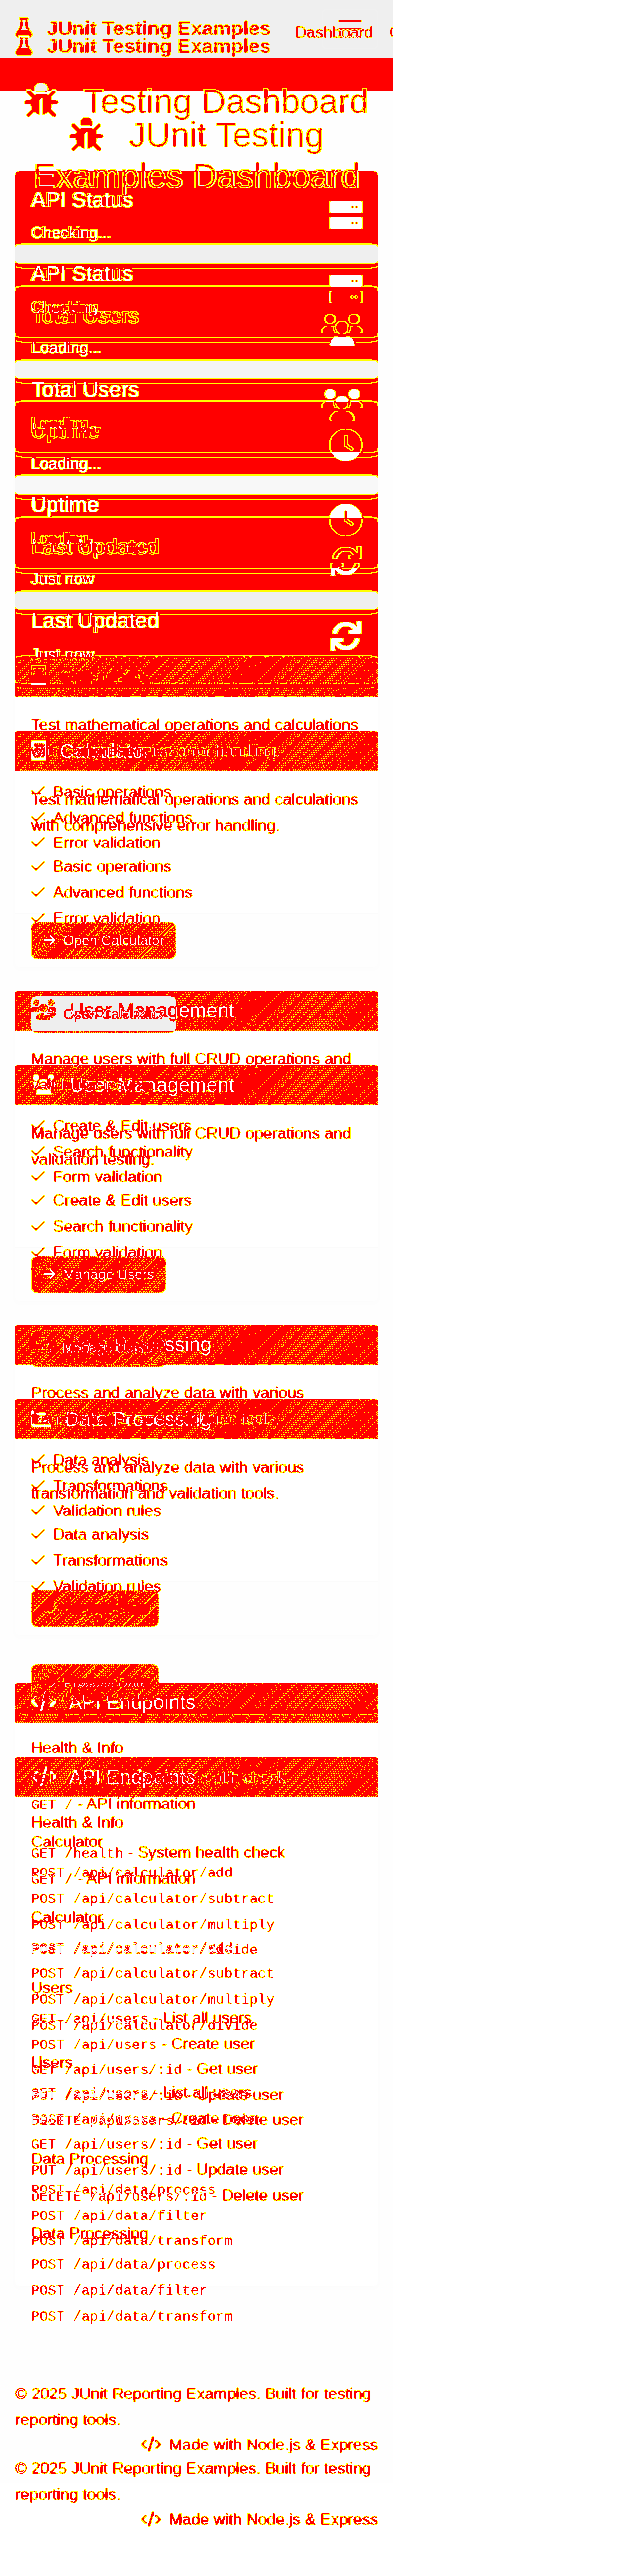 JUnit Testing Examples
Dashboard
JUnit Testing Examples
Testing Dashboard
JUnit Testing
Examples Dashboard
API Status
Checking...
API Status
Checking...
Total Users
Loading...
Total Users
Loading...
Uptime
Loading...
Uptime
Loading...
Last Updated
Just now
Last Updated
Just now
Test mathematical operations and calculations
Calculator
Basic operations
Test mathematical operations and calculations
Advanced functions
with comprehensive error handling.
Error validation
Basic operations
Advanced functions
Error validation
Open Calculator
User Management
Open Calculator
Manage users with full CRUD operations and
User Management
Create & Edit users
Manage users with full CRUD operations and
Search functionality
validation testing.
Form validation
Create & Edit users
Search functionality
Form validation
Manage Users
Processing
Process and analyze data with various
Data Processing
Data analysis
Process and analyze data with various
Transformations
transformation and validation tools.
Validation rules
Data analysis
Transformations
Validation rules
API Endpoints
Health & Info
API Endpoints
GET / - API information
Health & Info
Calculator
GET /health - System health check
POST /api/calculator/add
GET / - API information
POST /api/calculator/subtract
Calculator
POST /api/calculator/multiply
POST /api/calculator/divide
POST /api/calculator/subtract
Users
POST /api/calculator/multiply
GET /api/users - List all users
POST /api/calculator/divide
POST /api/users - Create user
Users
GET /api/users/:id - Get user
GET /api/users - List all users
PUT /api/users/:id - Update user
POST /api/users - Create user
DELETE /api/users/:id - Delete user
GET /api/users/:id - Get user
Data Processing
PUT /api/users/:id - Update user
POST /api/data/process
DELETE /api/users/:id - Delete user
POST /api/data/filter
Data Processing
POST /api/data/transform
POST /api/data/process
POST /api/data/filter
POST /api/data/transform
© 2025 JUnit Reporting Examples. Built for testing
reporting tools.
Made with Node.js & Express
© 2025 JUnit Reporting Examples. Built for testing
reporting tools.
Made with Node.js & Express